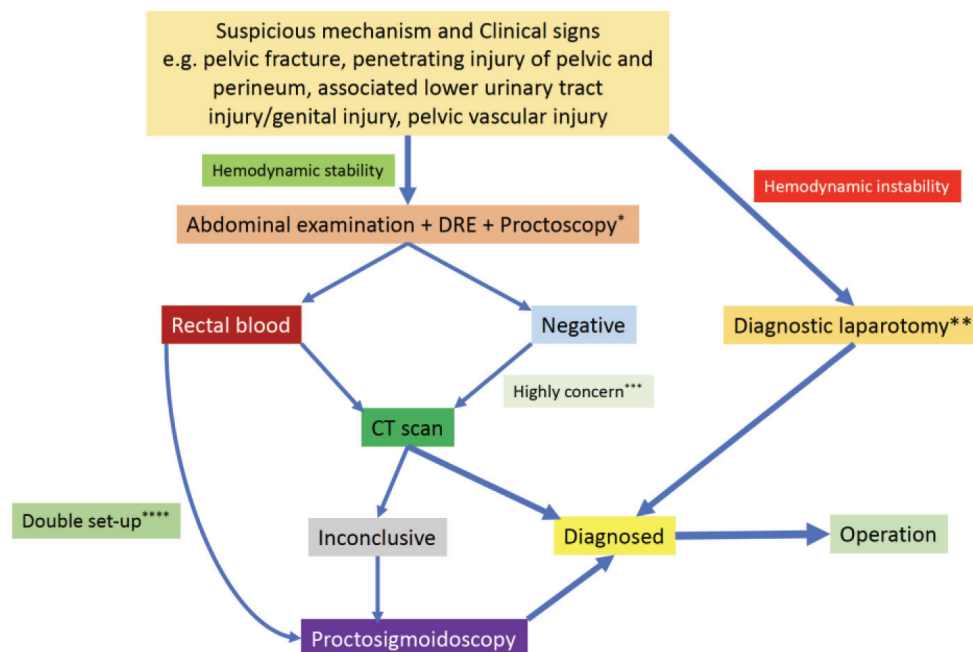 Suspicious mechanism and Clinical signs
e.g. pelvic fracture, penetrating injury of pelvic and
perineum, associated lower urinary tract
injury/genital injury, pelvic vascular injury
Hemodynamic stability
Hemodynamic instability
Abdominal examination + DRE + Proctoscopy*
Rectal blood
Negative
Diagnostic laparotomy**
Highly concern***
CT scan
Double set-up****
Inconclusive
Diagnosed
Operation
Proctosigmoidoscopy